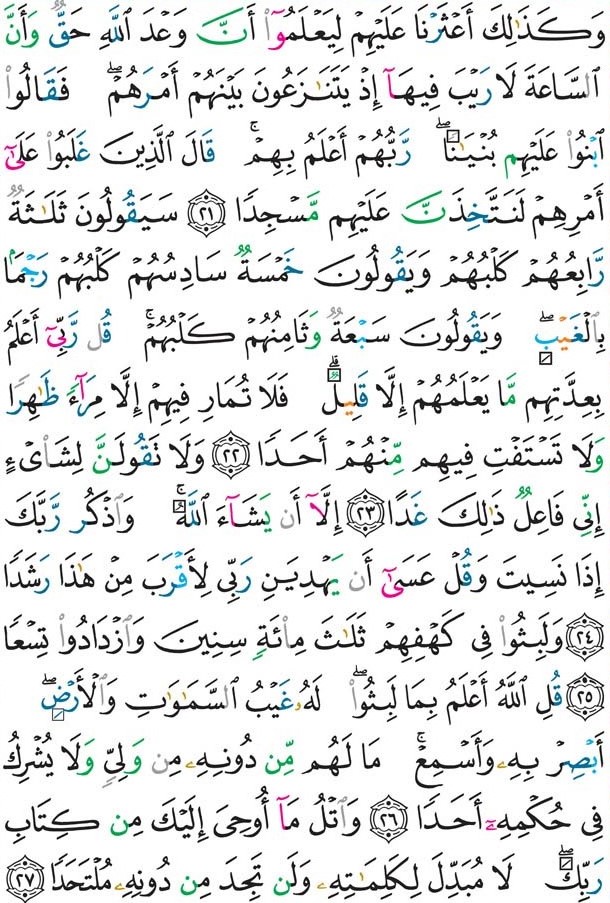 وَكَذَٰلِكَ أَعْثَرْنَا عَلَيْهِمْ لِيَعْلَمُوٓا۟ أَنَّ وَعْدَ ٱللَّهِ حَقٌّ وَأَنَّ
ٱلسَّاعَةَ لَا رَيْبَ فِيهَآ إِذْ يَتَنَٰزَعُونَ بَيْنَهُمْ أَمْرَهُمْ ۖ فَقَالُوا۟
ٱبْنُوا۟ عَلَيْهِم بُنْيَٰنًا ۖ رَّبُّهُمْ أَعْلَمُ بِهِمْ ۚ قَالَ ٱلَّذِينَ غَلَبُوا۟ عَلَىٰٓ
أَمْرِهِمْ لَنَتَّخِذَنَّ عَلَيْهِم مَّسْجِدًا ٢١ سَيَقُولُونَ ثَلَٰثَةٌ
رَّابِعُهُمْ كَلْبُهُمْ وَيَقُولُونَ خَمْسَةٌ سَادِسُهُمْ كَلْبُهُمْ رَجْمًۢا
بِٱلْغَيْبِ ۖ وَيَقُولُونَ سَبْعَةٌ وَثَامِنُهُمْ كَلْبُهُمْ ۚ قُل رَّبِّىٓ أَعْلَمُ
بِعِدَّتِهِم مَّا يَعْلَمُهُمْ إِلَّا قَلِيلٌ ۗ فَلَا تُمَارِ فِيهِمْ إِلَّا مِرَآءً ظَٰهِرًا
وَلَا تَسْتَفْتِ فِيهِم مِّنْهُمْ أَحَدًا ٢٢ وَلَا تَقُولَنَّ لِشَا۟ىْءٍ
إِنِّى فَاعِلٌ ذَٰلِكَ غَدًا ٢٣ إِلَّآ أَن يَشَآءَ ٱللَّهُ ۚ وَٱذْكُر رَّبَّكَ
إِذَا نَسِيتَ وَقُلْ عَسَىٰٓ أَن يَهْدِيَنِ رَبِّى لِأَقْرَبَ مِنْ هَٰذَا رَشَدًا
٢٤ وَلَبِثُوا۟ فِى كَهْفِهِمْ ثَلَٰثَ مِا۟ئَةٍ سِنِينَ وَٱزْدَادُوا۟ تِسْعًا
٢٥ قُلِ ٱللَّهُ أَعْلَمُ بِمَا لَبِثُوا۟ ۖ لَهُۥ غَيْبُ ٱلسَّمَٰوَٰتِ وَٱلْأَرْضِ ۖ
أَبْصِرْ بِهِۦ وَأَسْمِعْ ۚ مَا لَهُم مِّن دُونِهِۦ مِن وَلِىٍّ وَلَا يُشْرِكُ
فِى حُكْمِهِۦٓ أَحَدًا ٢٦ وَٱتْلُ مَآ أُوحِىَ إِلَيْكَ مِن كِتَابِ
رَبِّكَ ۖ لَا مُبَدِّلَ لِكَلِمَٰتِهِۦ وَلَن تَجِدَ مِن دُونِهِۦ مُلْتَحَدًا ٢٧